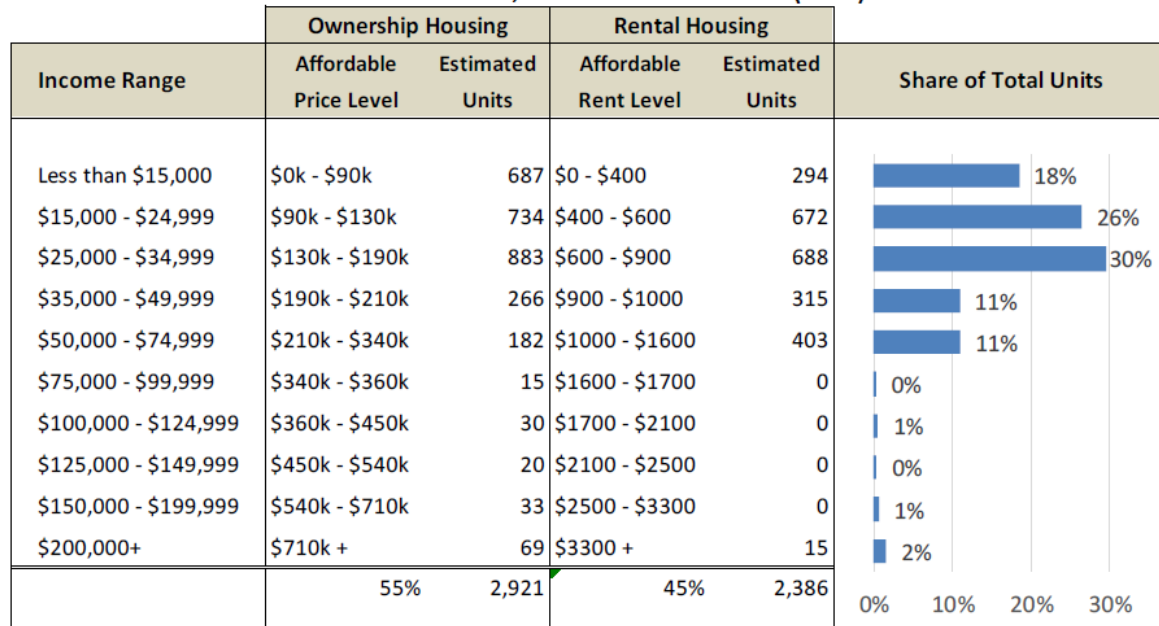 Ownership Housing Rental Housing
Income Range Affordable Price Level Estimated Units Affordable Rent Level Estimated Units Share of Total Units
Less than $15,000 $0k - $90k 687 $0 - $400 294 18%
$15,000 - $24,999 $90k - $130k 734 $400 - $600 672 26%
$25,000 - $34,999 $130k - $190k 883 $600 - $900 688 30%
$35,000 - $49,999 $190k - $210k 266 $900 - $1000 315 11%
$50,000 - $74,999 $210k - $340k 182 $1000 - $1600 403 11%
$75,000 - $99,999 $340k - $360k 15 $1600 - $1700 0 0%
$100,000 - $124,999 $360k - $450k 30 $1700 - $2100 0 1%
$125,000 - $149,999 $450k - $540k 20 $2100 - $2500 0 0%
$150,000 - $199,999 $540k - $710k 33 $2500 - $3300 0 1%
$200,000+ $710k + 69 $3300 + 15 2%
55% 2,921 45% 2,386
0% 10% 20% 30%